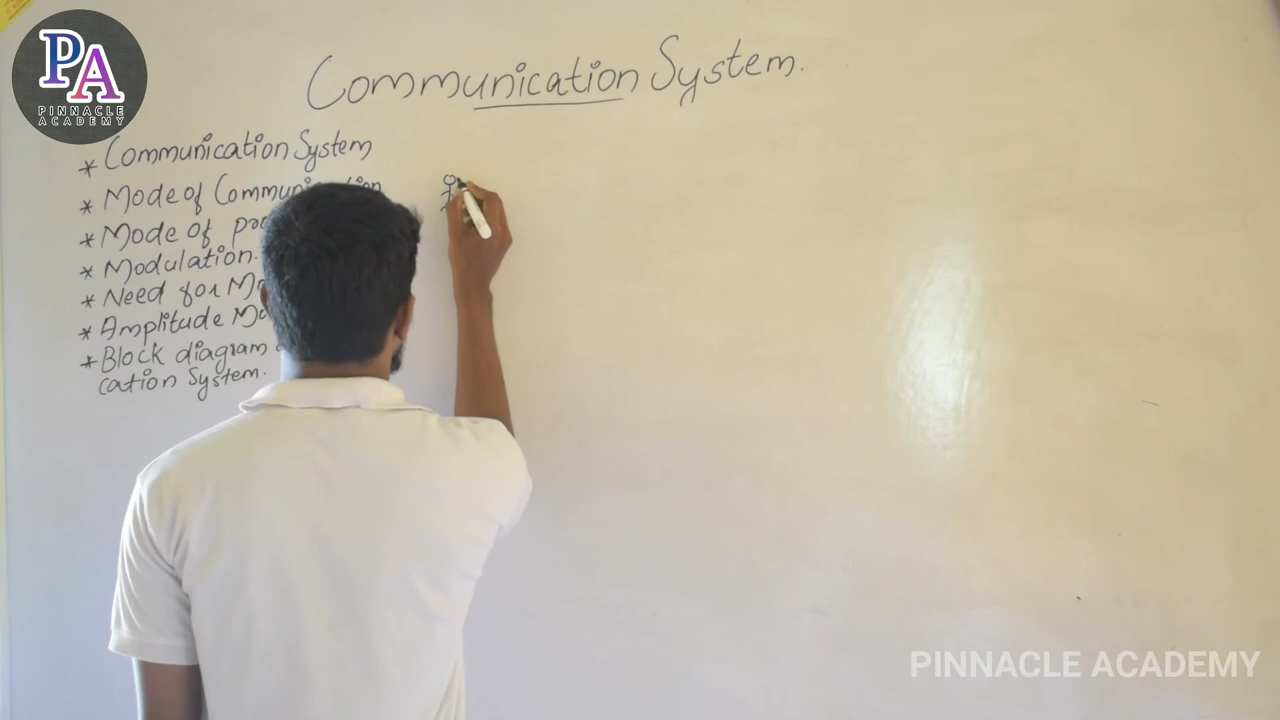 PA
PINNACLE
ACADEMY
Communication System.
* Communication System
* Mode of
* Mode of
* Modulation.
* Need for
* Amplitude
* Block diagram
cation System.
PINNACLE ACADEMY